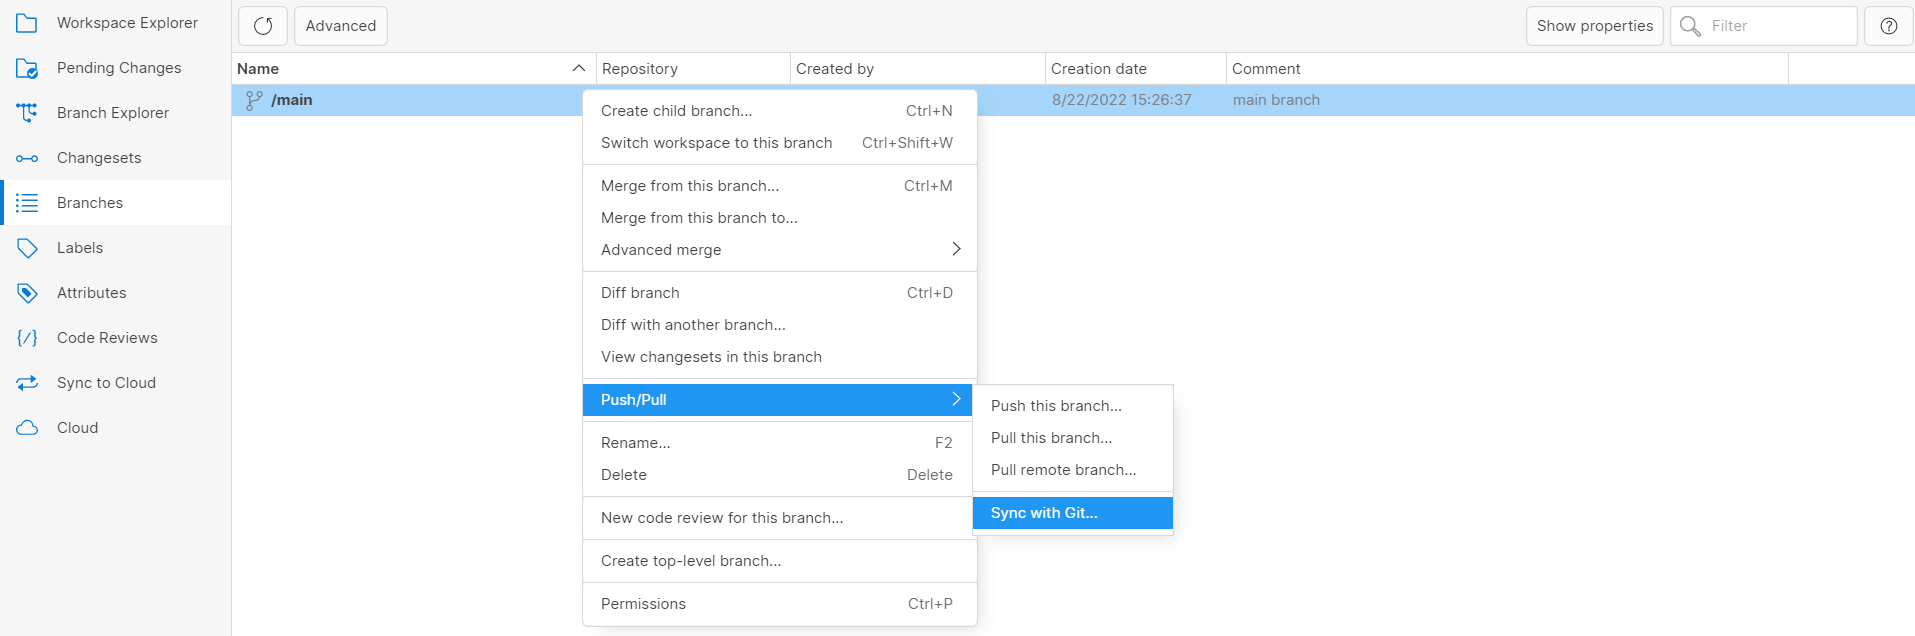 Workspace Explorer
Pending Changes
Branch Explorer
Changesets
Branches
Labels
Attributes
Code Reviews
Sync to Cloud
Cloud
Advanced
Show properties
Filter
Name Repository Created by Creation date Comment
/main 8/22/2022 15:26:37 main branch
Create child branch... Ctrl+N
Switch workspace to this branch Ctrl+Shift+W
Merge from this branch... Ctrl+M
Merge from this branch to...
Advanced merge
Diff branch Ctrl+D
Diff with another branch...
View changesets in this branch
Push/Pull
Rename... F2
Delete Delete
New code review for this branch...
Create top-level branch...
Permissions Ctrl+P
Push this branch...
Pull this branch...
Pull remote branch...
Sync with Git...